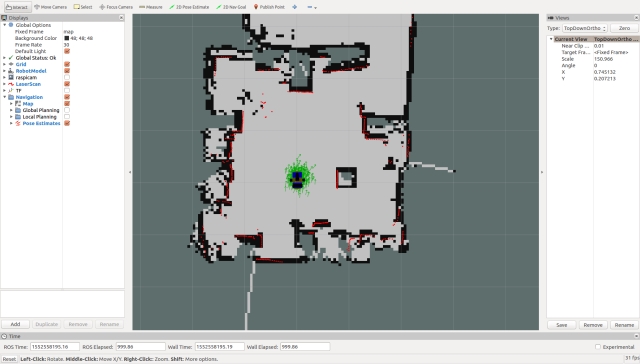 Interact Move Camera Select Focus Camera Measure 2D Pose Estimate 2D Nav Goal Publish Point
Displays
Global Options
Fixed Frame map
Background Color 48; 48; 48
Frame Rate 30
Default Light
Global Status: Ok
Grid
RobotModel
raspicam
LaserScan
TF
Navigation
Map
Global Planning
Local Planning
Pose Estimates
Add Duplicate Remove Rename
Views
Type: TopDownOrtho Zero
Current View TopDownOrtho ...
Near Clip ... 0.01
Target Fra... <Fixed Frame>
Scale 150.966
Angle 0
X 0.745132
Y 0.207213
Save Remove Rename
Time
ROS Time: 1552558195.16 ROS Elapsed: 999.86 Wall Time: 1552558195.19 Wall Elapsed: 999.86 Experimental
Reset Left-Click: Rotate. Middle-Click: Move X/Y. Right-Click: Zoom. Shift: More options. 31 fps